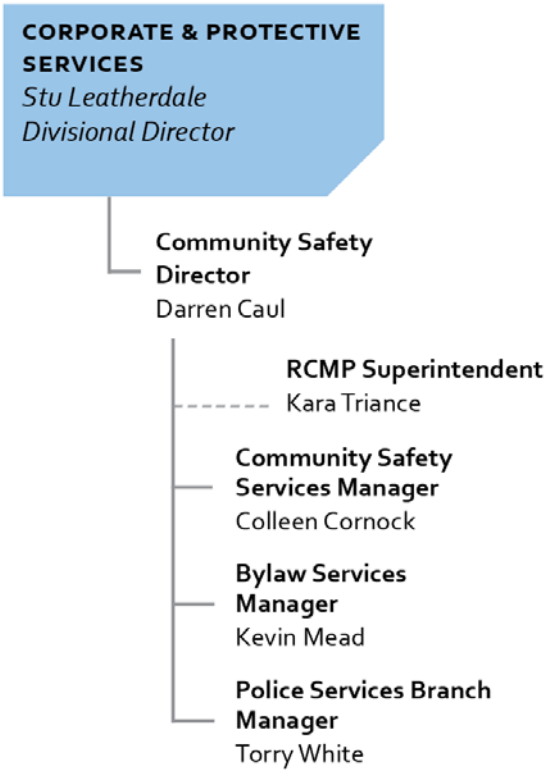 CORPORATE & PROTECTIVE
SERVICES
Stu Leatherdale
Divisional Director
Community Safety
Director
Darren Caul
RCMP Superintendent
Kara Triance
Community Safety
Services Manager
Colleen Cornock
Bylaw Services
Manager
Kevin Mead
Police Services Branch
Manager
Torry White